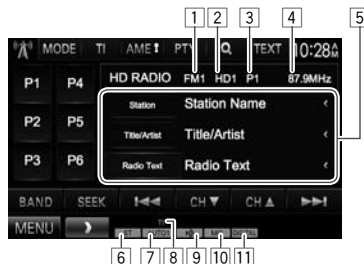 1 2 3 4 5
MODE TI AME PTY TEXT 10:28
P1 P4 HD RADIO FM1 HD1 P1 87.9MHz
Station Station Name
P2 P5 Title/Artist Title/Artist
P3 P6 Radio Text Radio Text
BAND SEEK CH CH
MENU
6 7 8 9 10 11